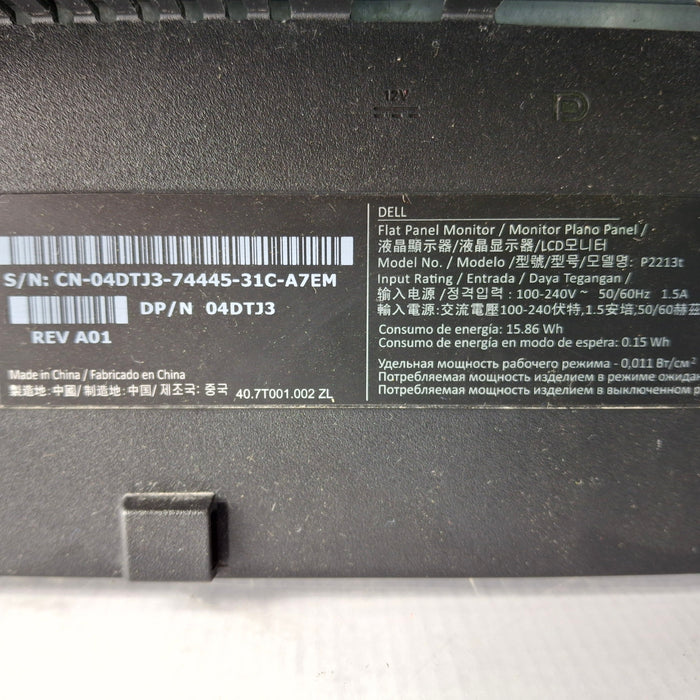 12V
S/N: CN-04DTJ3-74445-31C-A7EM
DP/N 04DTJ3
REV A01
Made in China / Fabricado en China
製造地: 中國/ 制造地: 中国/ 제조국: 중국
40.7T001.002 ZL
DELL
Flat Panel Monitor / Monitor Plano Panel /
液晶顯示器/液晶显示器/LCD모니터
Model No. / Modelo /型號/型号/모델명: P2213t
Input Rating / Entrada / Daya Tegangan /
输入电源 /정격입력 : 100-240V~ 50/60Hz 1.5A
輸入電源:交流電壓100-240伏特,1.5安培,50/60赫茲
Consumo de energía: 15.86 Wh
Consumo de energía en modo de espera: 0.15 Wh
Удельная мощность рабочего режима - 0,011 Вт/см²
Потребляемая мощность изделием в режиме ожида
Потребляемая мощность изделием в выключенном р